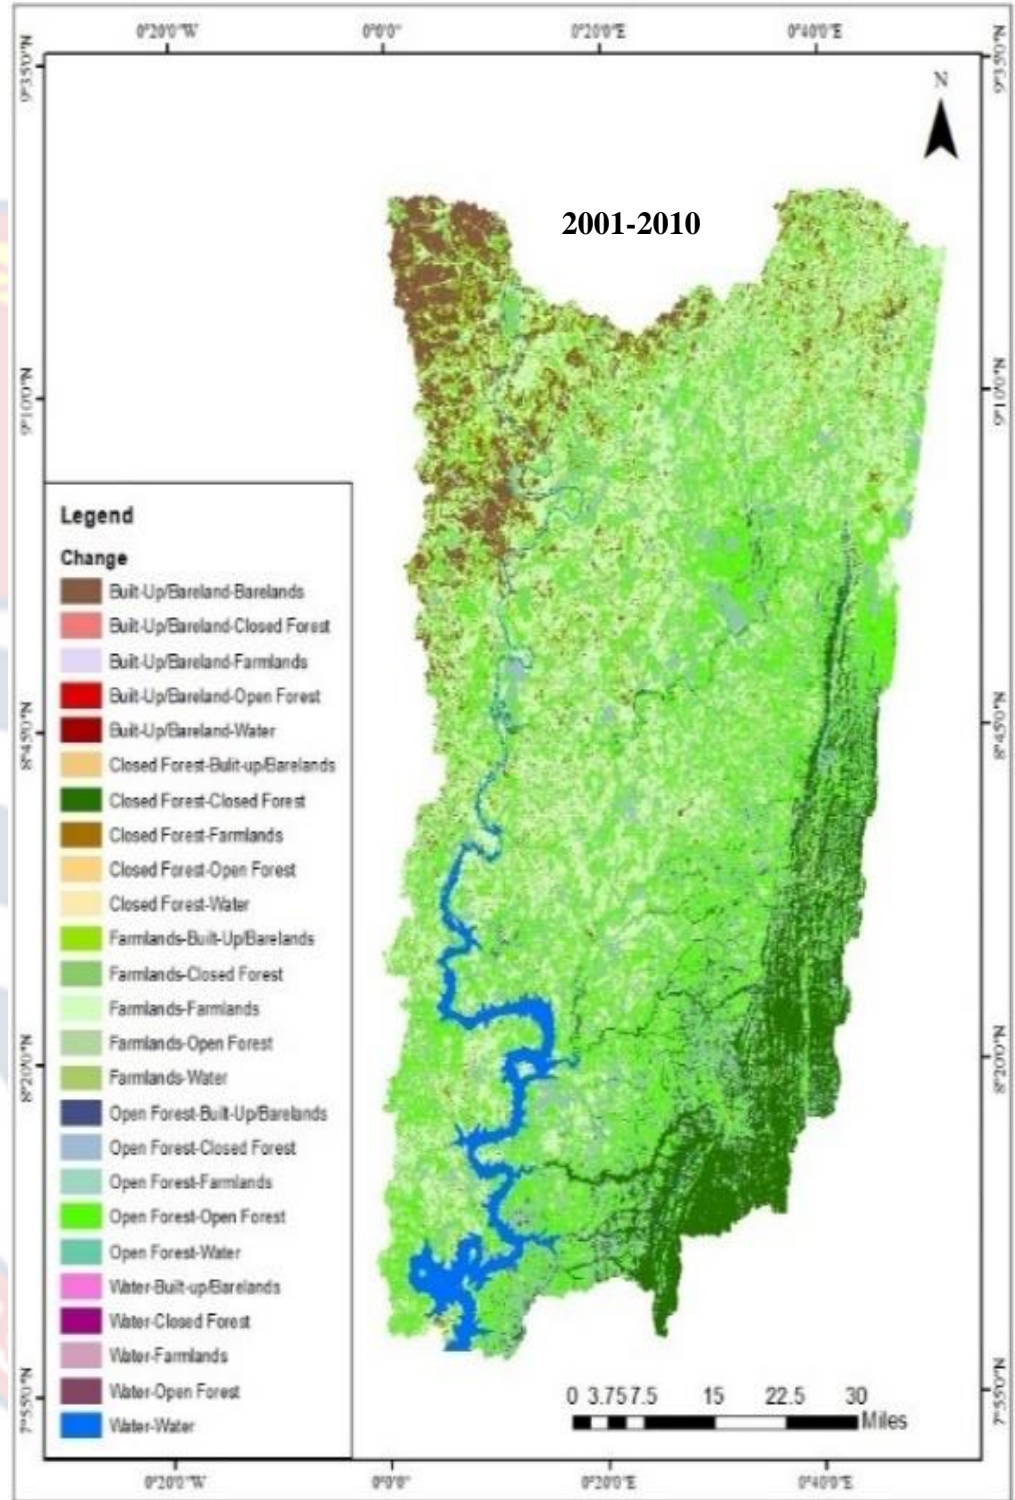 0°20'0"W 0°0'0" 0°20'0"E 0°40'0"E
9°35'0"N 9°35'0"N
N
2001-2010
9°10'0"N 9°10'0"N
Legend
Change
Built-Up/Bareland-Barelands
Built-Up/Bareland-Closed Forest
Built-Up/Bareland-Farmlands
Built-Up/Bareland-Open Forest
Built-Up/Bareland-Water
Closed Forest-Bulit-up/Barelands
Closed Forest-Closed Forest
Closed Forest-Farmlands
Closed Forest-Open Forest
Closed Forest-Water
Farmlands-Built-Up/Barelands
Farmlands-Closed Forest
Farmlands-Farmlands
Farmlands-Open Forest
Farmlands-Water
Open Forest-Built-Up/Barelands
Open Forest-Closed Forest
Open Forest-Farmlands
Open Forest-Open Forest
Open Forest-Water
Water-Built-up/Barelands
Water-Closed Forest
Water-Farmlands
Water-Open Forest
Water-Water
8°45'0"N 8°45'0"N
8°20'0"N 8°20'0"N
7°55'0"N 7°55'0"N
0 3.75 7.5 15 22.5 30
Miles
0°20'0"W 0°0'0" 0°20'0"E 0°40'0"E